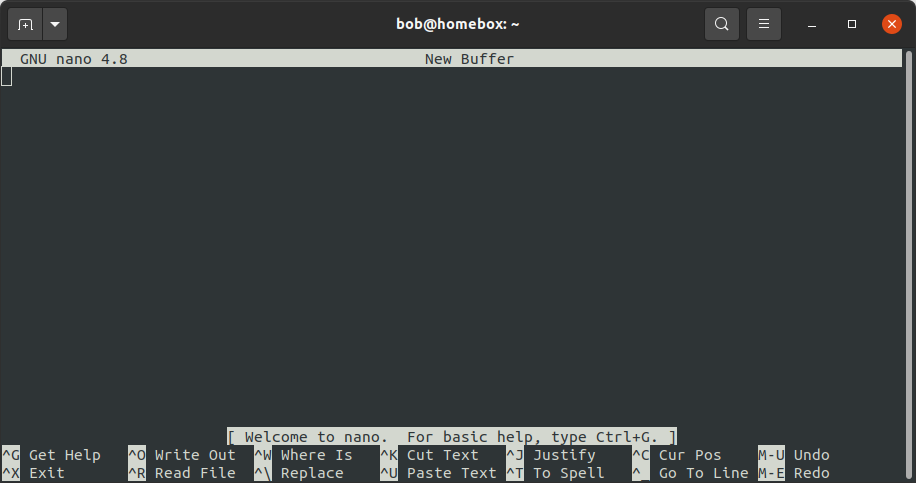 bob@homebox: ~
GNU nano 4.8 New Buffer
[ Welcome to nano.  For basic help, type Ctrl+G. ]
^G Get Help ^O Write Out ^W Where Is ^K Cut Text ^J Justify ^C Cur Pos M-U Undo
^X Exit ^R Read File ^\ Replace ^U Paste Text ^T To Spell ^_ Go To Line M-E Redo